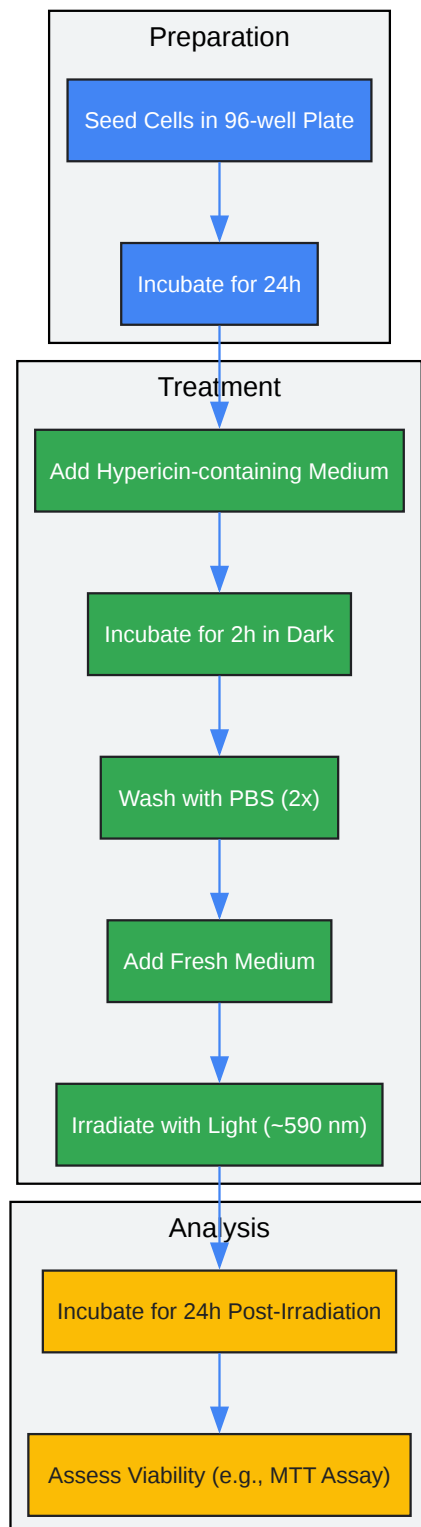 Preparation
Seed Cells in 96-well Plate
Incubate for 24h
Treatment
Add Hypericin-containing Medium
Incubate for 2h in Dark
Wash with PBS (2x)
Add Fresh Medium
Irradiate with Light (~590 nm)
Analysis
Incubate for 24h Post-Irradiation
Assess Viability (e.g., MTT Assay)